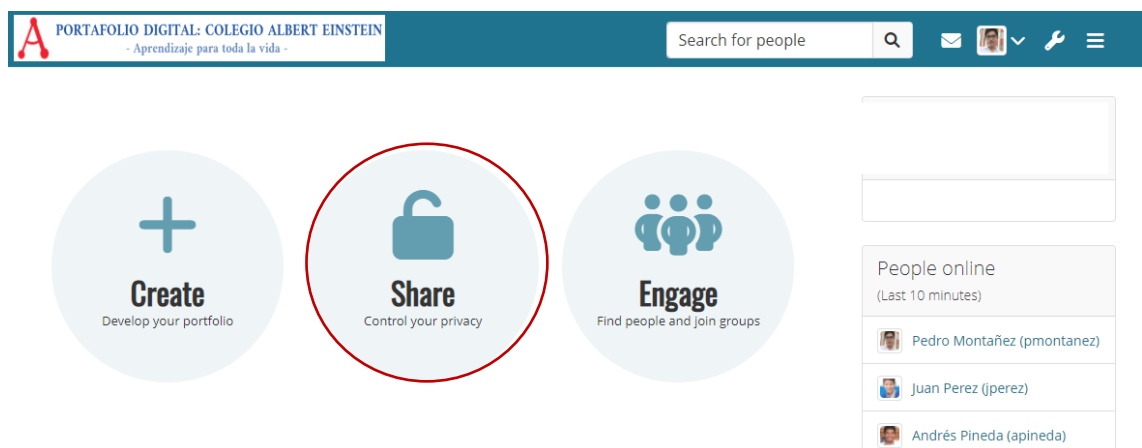 PORTAFOLIO DIGITAL: COLEGIO ALBERT EINSTEIN
- Aprendizaje para toda la vida -
Search for people
Create
Develop your portfolio
Share
Control your privacy
Engage
Find people and join groups
People online
(Last 10 minutes)
Pedro Montañez (pmontanez)
Juan Perez (jperez)
Andrés Pineda (apineda)